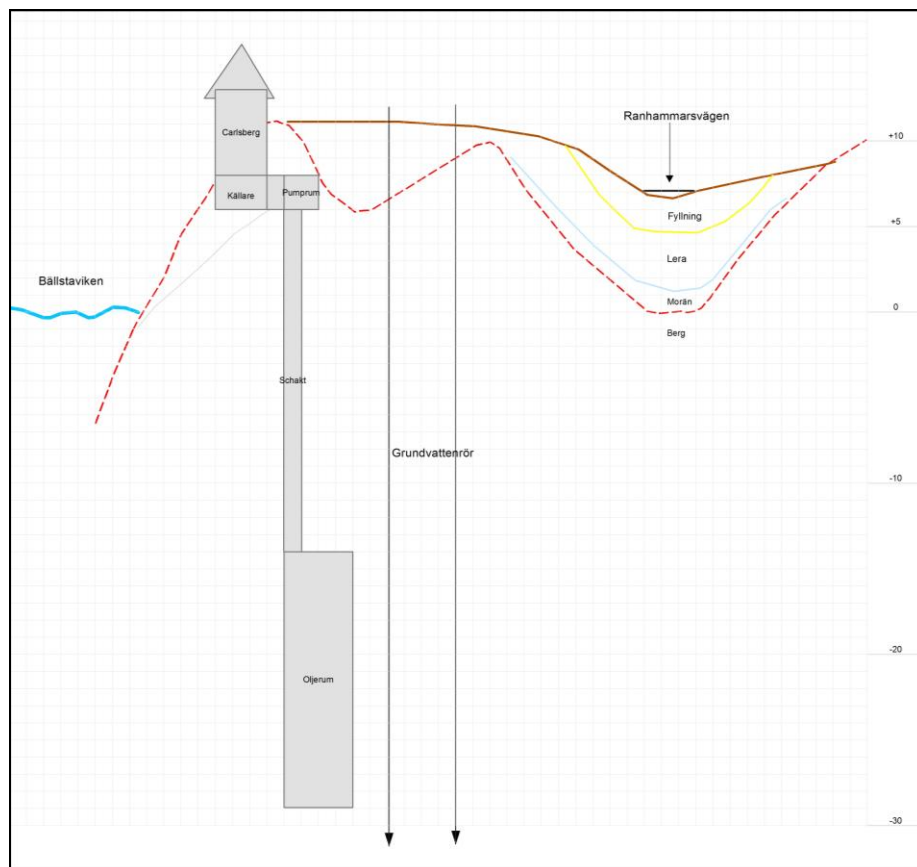 Carlsberg
Ranhammarsvägen
+10
Källare
Pumprum
Fyllning
+5
Lera
Bällstaviken
Morän
0
Berg
Schakt
Grundvattenrör
-10
-20
Oljerum
-30